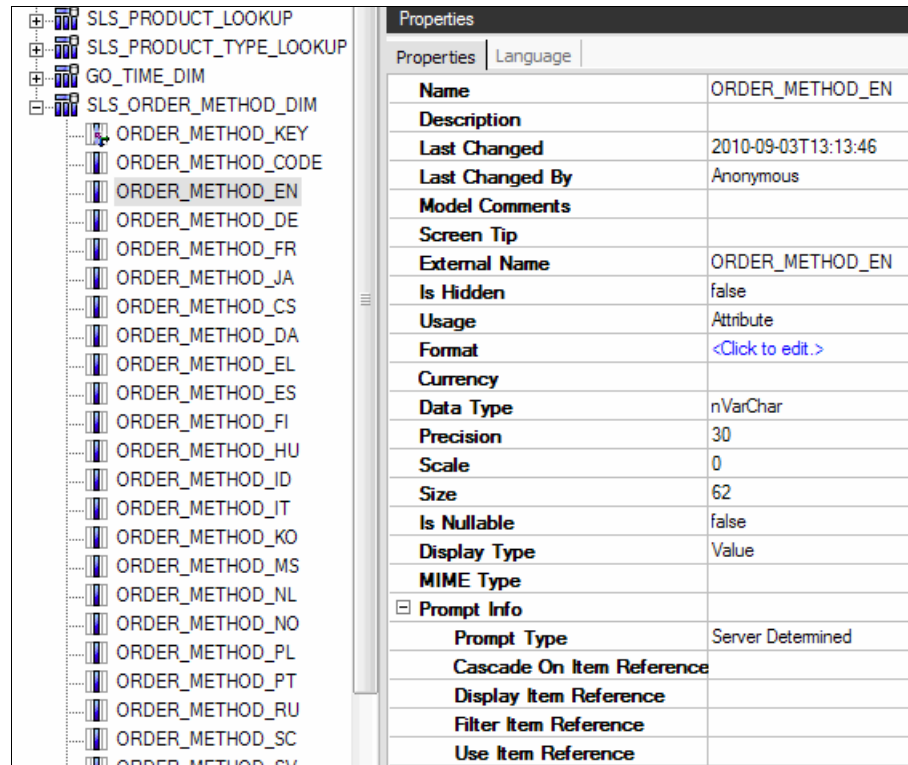 SLS_PRODUCT_LOOKUP
SLS_PRODUCT_TYPE_LOOKUP
GO_TIME_DIM
SLS_ORDER_METHOD_DIM
ORDER_METHOD_KEY
ORDER_METHOD_CODE
ORDER_METHOD_EN
ORDER_METHOD_DE
ORDER_METHOD_FR
ORDER_METHOD_JA
ORDER_METHOD_CS
ORDER_METHOD_DA
ORDER_METHOD_EL
ORDER_METHOD_ES
ORDER_METHOD_FI
ORDER_METHOD_HU
ORDER_METHOD_ID
ORDER_METHOD_IT
ORDER_METHOD_KO
ORDER_METHOD_MS
ORDER_METHOD_NL
ORDER_METHOD_NO
ORDER_METHOD_PL
ORDER_METHOD_PT
ORDER_METHOD_RU
ORDER_METHOD_SC
ORDER_METHOD_SV
Properties
Properties Language
Name ORDER_METHOD_EN
Description
Last Changed 2010-09-03T13:13:46
Last Changed By Anonymous
Model Comments
Screen Tip
External Name ORDER_METHOD_EN
Is Hidden false
Usage Attribute
Format <Click to edit.>
Currency
Data Type nVarChar
Precision 30
Scale 0
Size 62
Is Nullable false
Display Type Value
MIME Type
Prompt Info
Prompt Type Server Determined
Cascade On Item Reference
Display Item Reference
Filter Item Reference
Use Item Reference